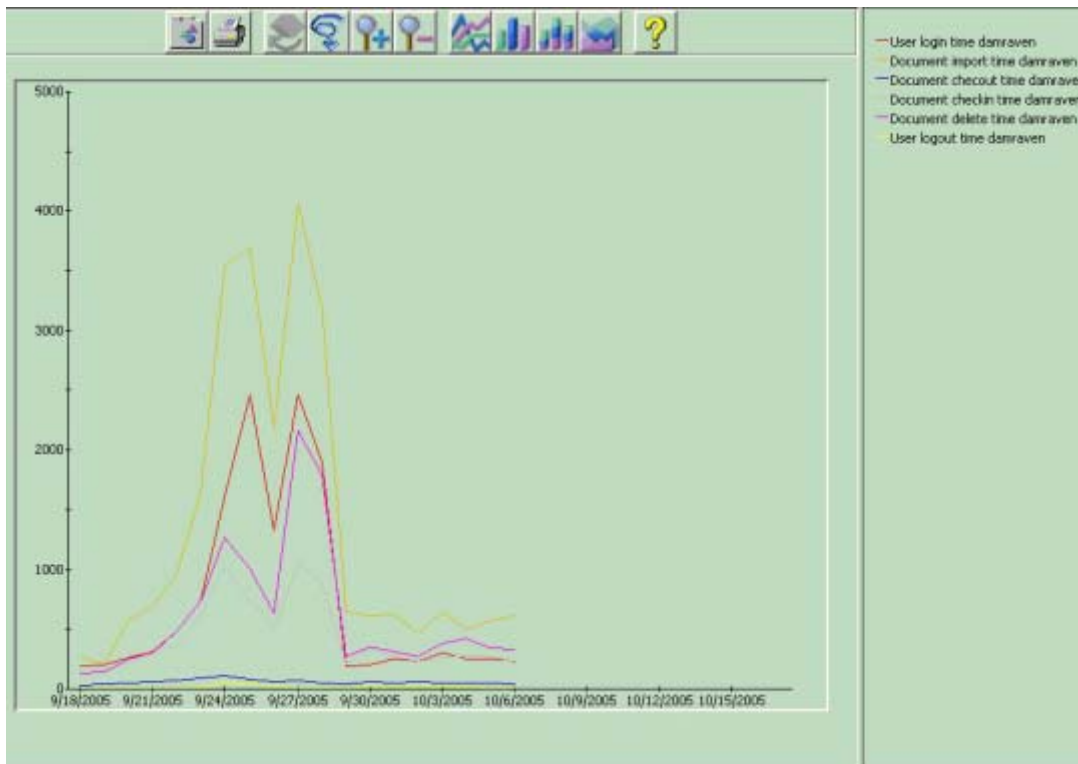 ?
User login time damraven
Document import time damraven
Document checout time damrave
Document checkin time damraven
Document delete time damraven
User logout time damraven
5000
4000
3000
2000
1000
0
9/18/2005 9/21/2005 9/24/2005 9/27/2005 9/30/2005 10/3/2005 10/6/2005 10/9/2005 10/12/2005 10/15/2005